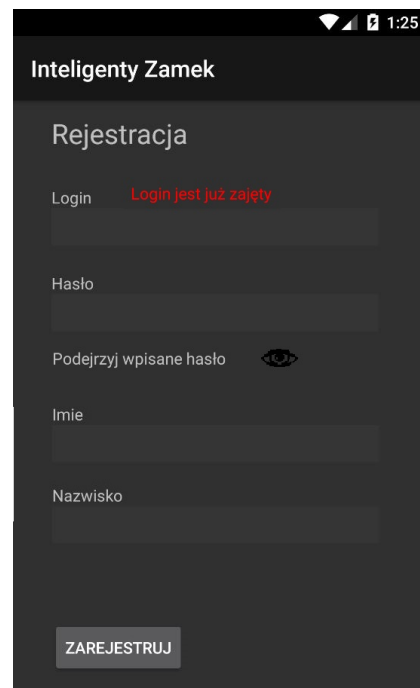 1:25
Inteligenty Zamek
Rejestracja
Login Login jest już zajęty
Hasło
Podejrzyj wpisane hasło
Imie
Nazwisko
ZAREJESTRUJ